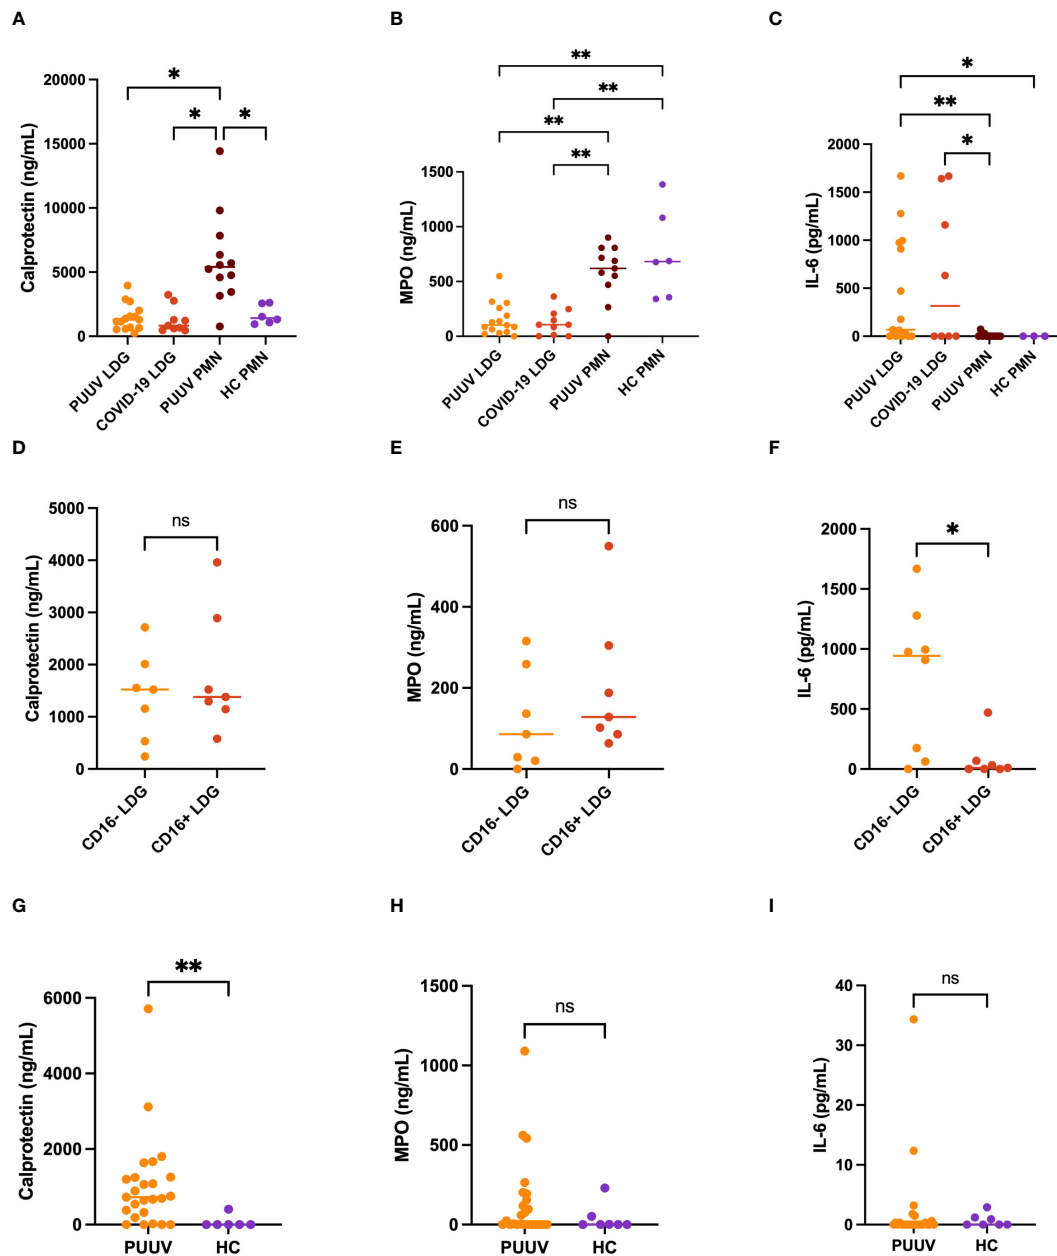 A
Calprotectin (ng/mL)
20000
15000
10000
5000
0
*
*
*
PUUV LDG
COVID-19 LDG
PUUV PMN
HC PMN
B
MPO (ng/mL)
1500
1000
500
0
**
**
**
**
PUUV LDG
COVID-19 LDG
PUUV PMN
HC PMN
C
IL-6 (pg/mL)
2000
1500
1000
500
0
*
**
*
PUUV LDG
COVID-19 LDG
PUUV PMN
HC PMN
D
Calprotectin (ng/mL)
5000
4000
3000
2000
1000
0
ns
CD16- LDG
CD16+ LDG
E
MPO (ng/mL)
600
400
200
0
ns
CD16- LDG
CD16+ LDG
F
IL-6 (pg/mL)
2000
1500
1000
500
0
*
CD16- LDG
CD16+ LDG
G
Calprotectin (ng/mL)
6000
4000
2000
0
**
PUUV
HC
H
MPO (ng/mL)
1500
1000
500
0
ns
PUUV
HC
I
IL-6 (pg/mL)
40
30
20
10
0
ns
PUUV
HC